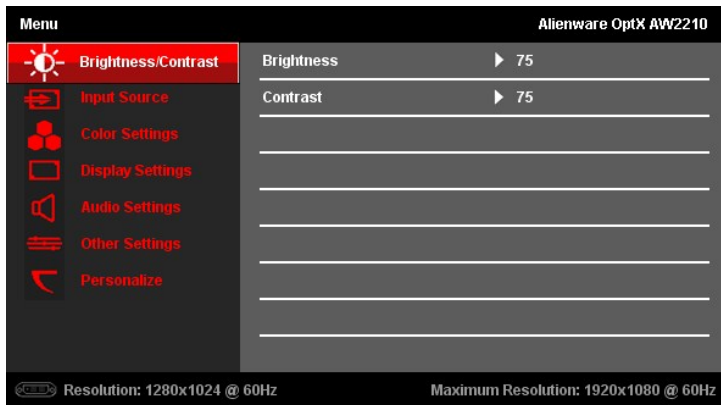 Menu
Alienware OptX AW2210
Brightness/Contrast
Brightness 75
Input Source
Contrast 75
Color Settings
Display Settings
Audio Settings
Other Settings
Personalize
Resolution: 1280x1024 @ 60Hz
Maximum Resolution: 1920x1080 @ 60Hz